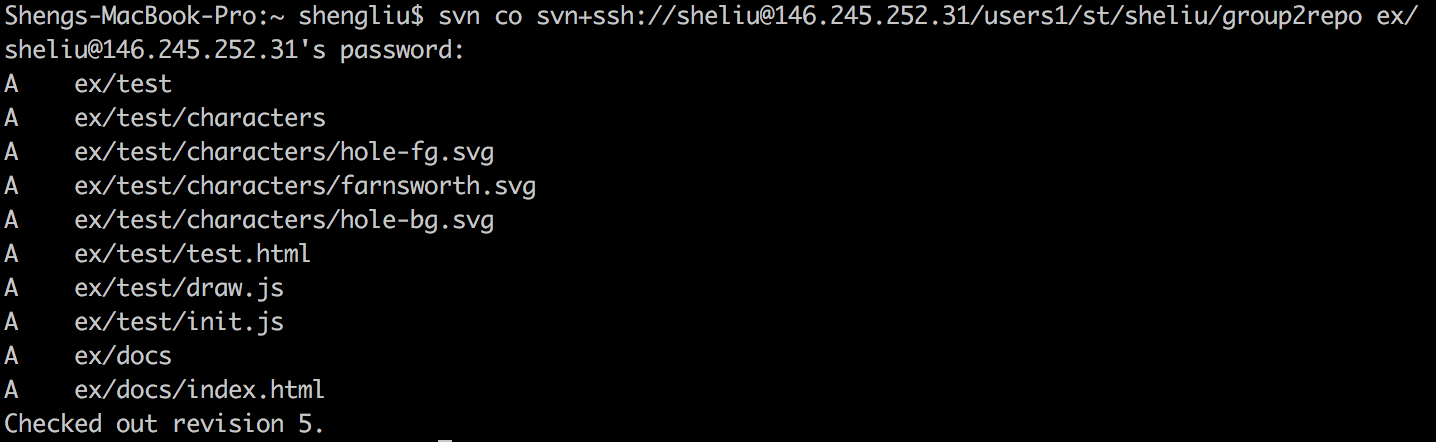 Shengs-MacBook-Pro:~ shengliu$ svn co svn+ssh://sheliu@146.245.252.31/users1/st/sheliu/group2repo ex/
sheliu@146.245.252.31's password:
A    ex/test
A    ex/test/characters
A    ex/test/characters/hole-fg.svg
A    ex/test/characters/farnsworth.svg
A    ex/test/characters/hole-bg.svg
A    ex/test/test.html
A    ex/test/draw.js
A    ex/test/init.js
A    ex/docs
A    ex/docs/index.html
Checked out revision 5.